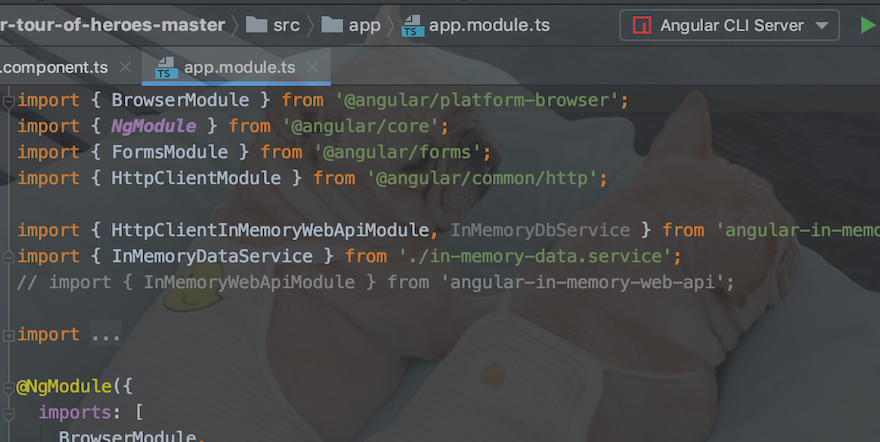 r-tour-of-heroes-master src app app.module.ts Angular CLI Server
.component.ts app.module.ts
import { BrowserModule } from '@angular/platform-browser';
import { NgModule } from '@angular/core';
import { FormsModule } from '@angular/forms';
import { HttpClientModule } from '@angular/common/http';
import { HttpClientInMemoryWebApiModule, InMemoryDbService } from 'angular-in-memo
import { InMemoryDataService } from './in-memory-data.service';
// import { InMemoryWebApiModule } from 'angular-in-memory-web-api';
import ...
@NgModule({
imports: [
BrowserModule,